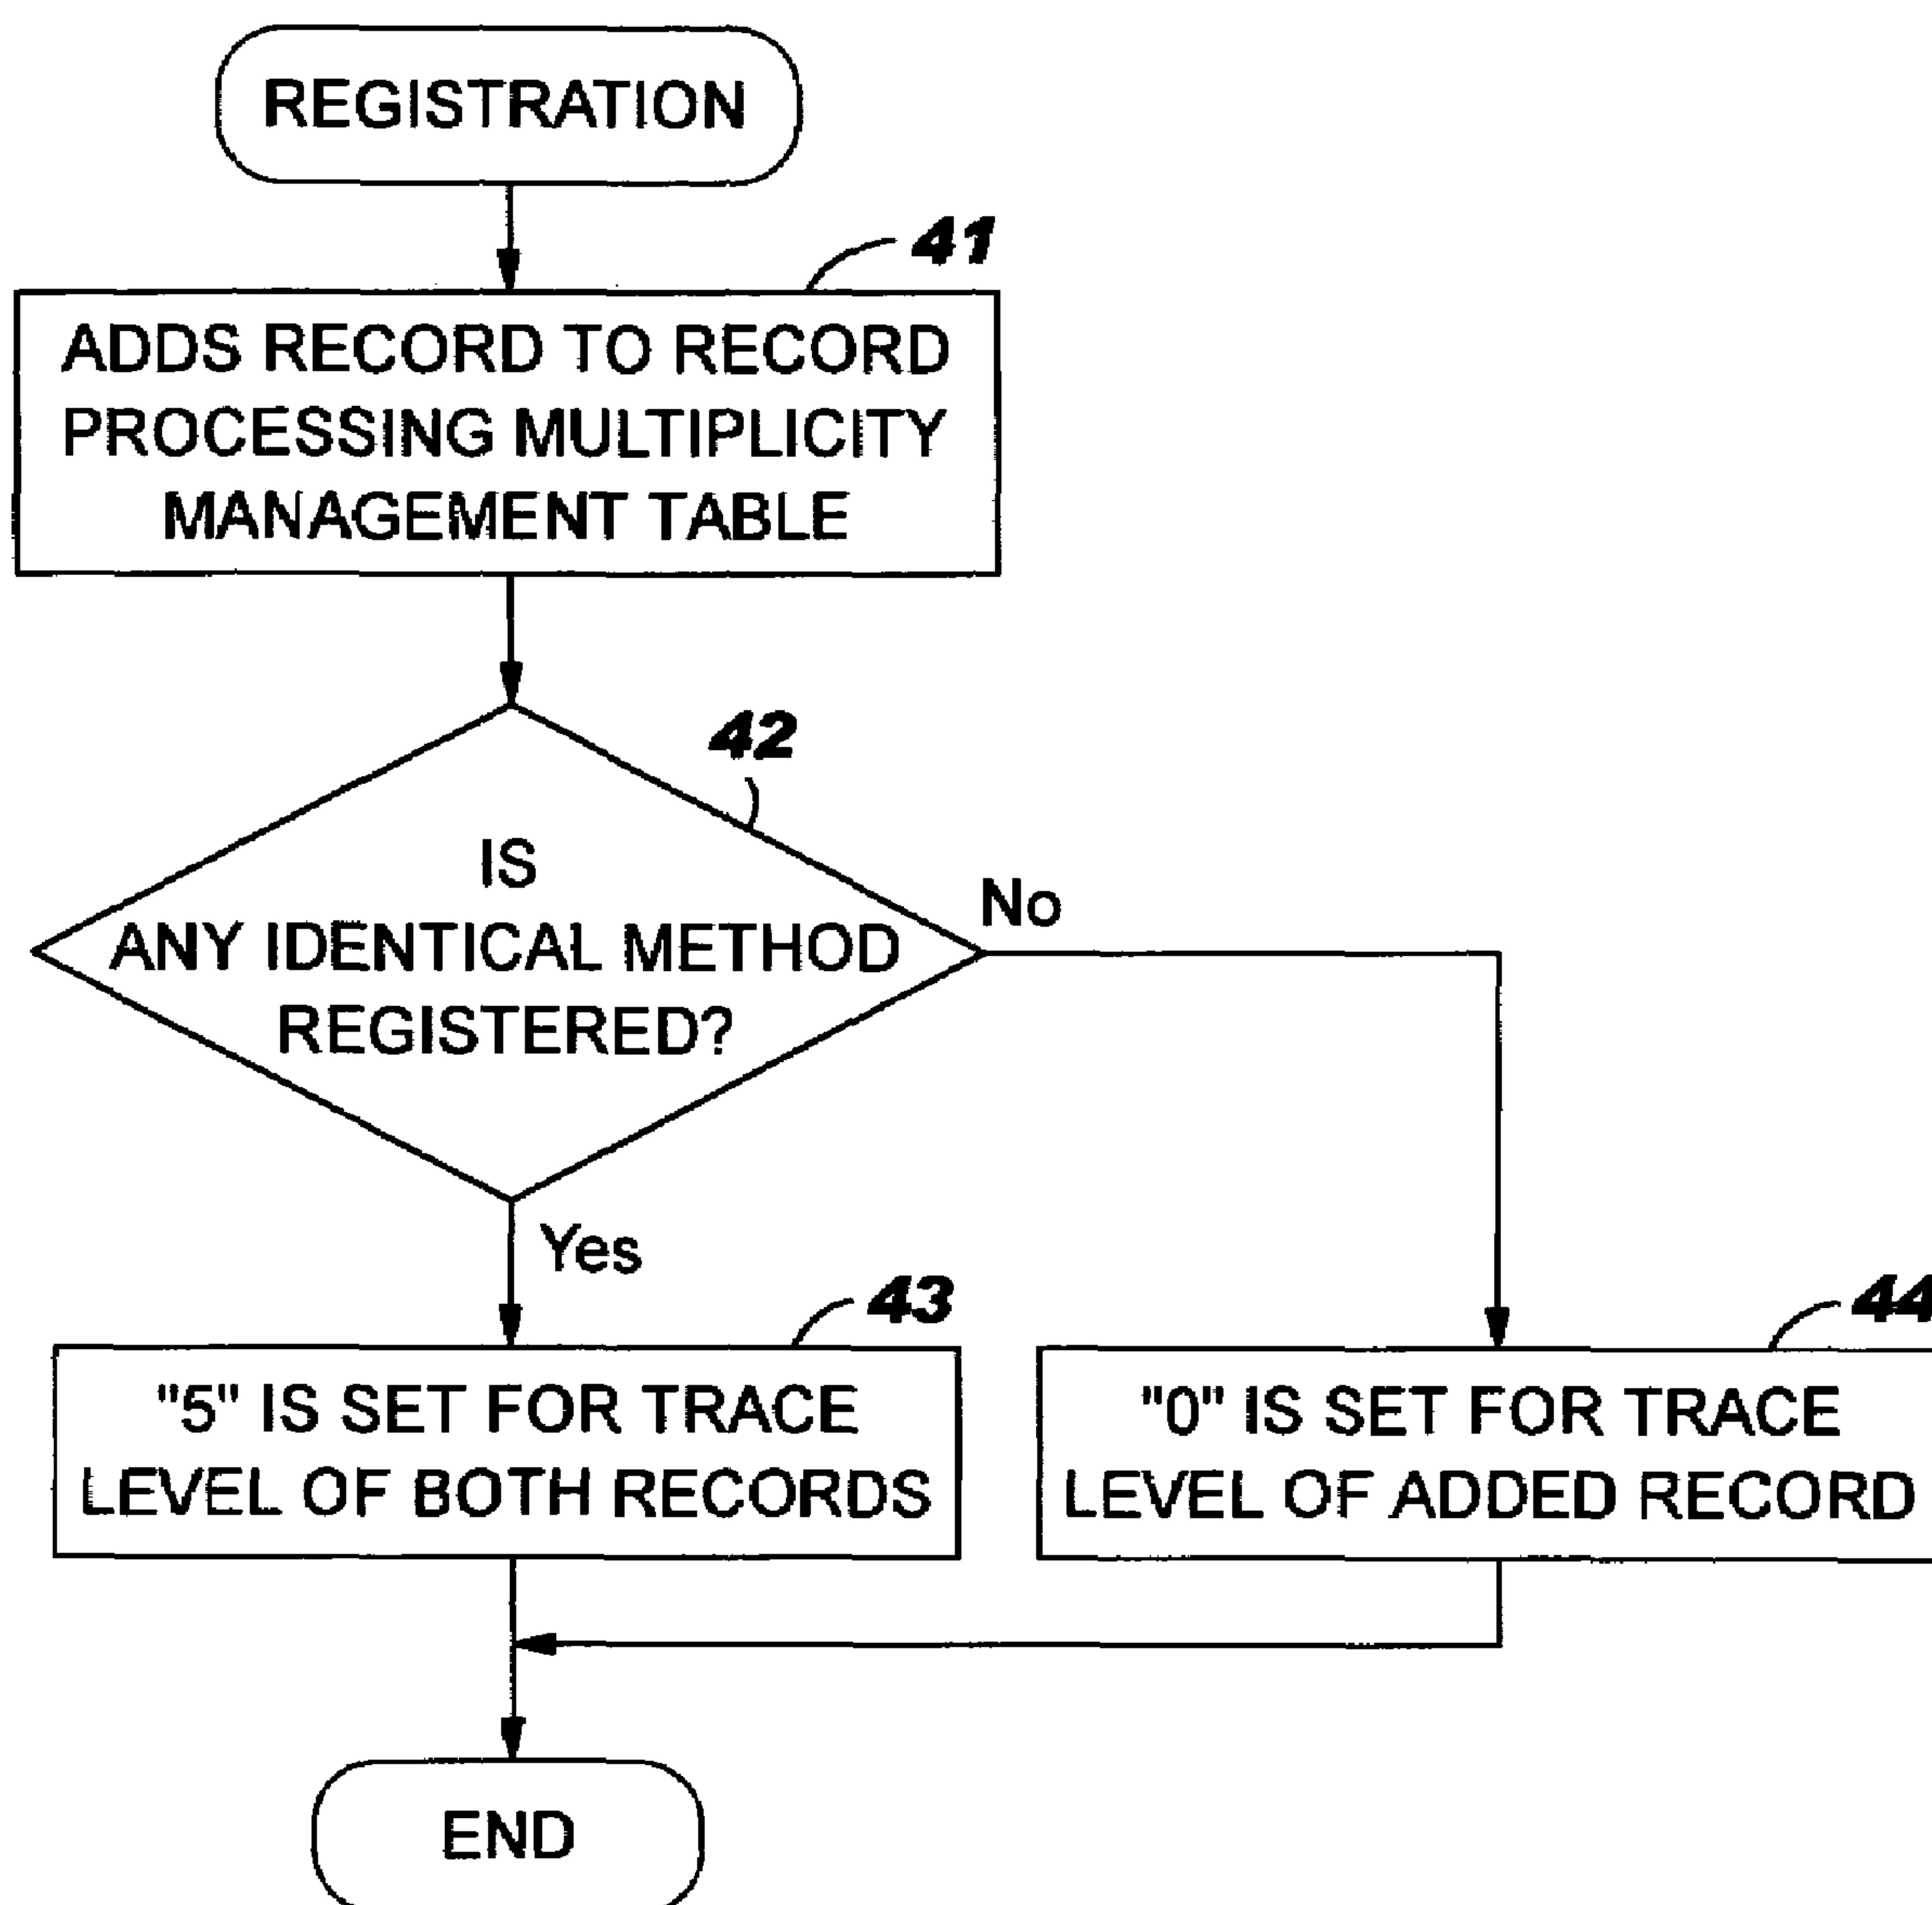 REGISTRATION
41
ADDS RECORD TO RECORD
PROCESSING MULTIPLICITY
MANAGEMENT TABLE
42
IS
ANY IDENTICAL METHOD
REGISTERED?
No
Yes
43
"5" IS SET FOR TRACE
LEVEL OF BOTH RECORDS
44
"0" IS SET FOR TRACE
LEVEL OF ADDED RECORD
END